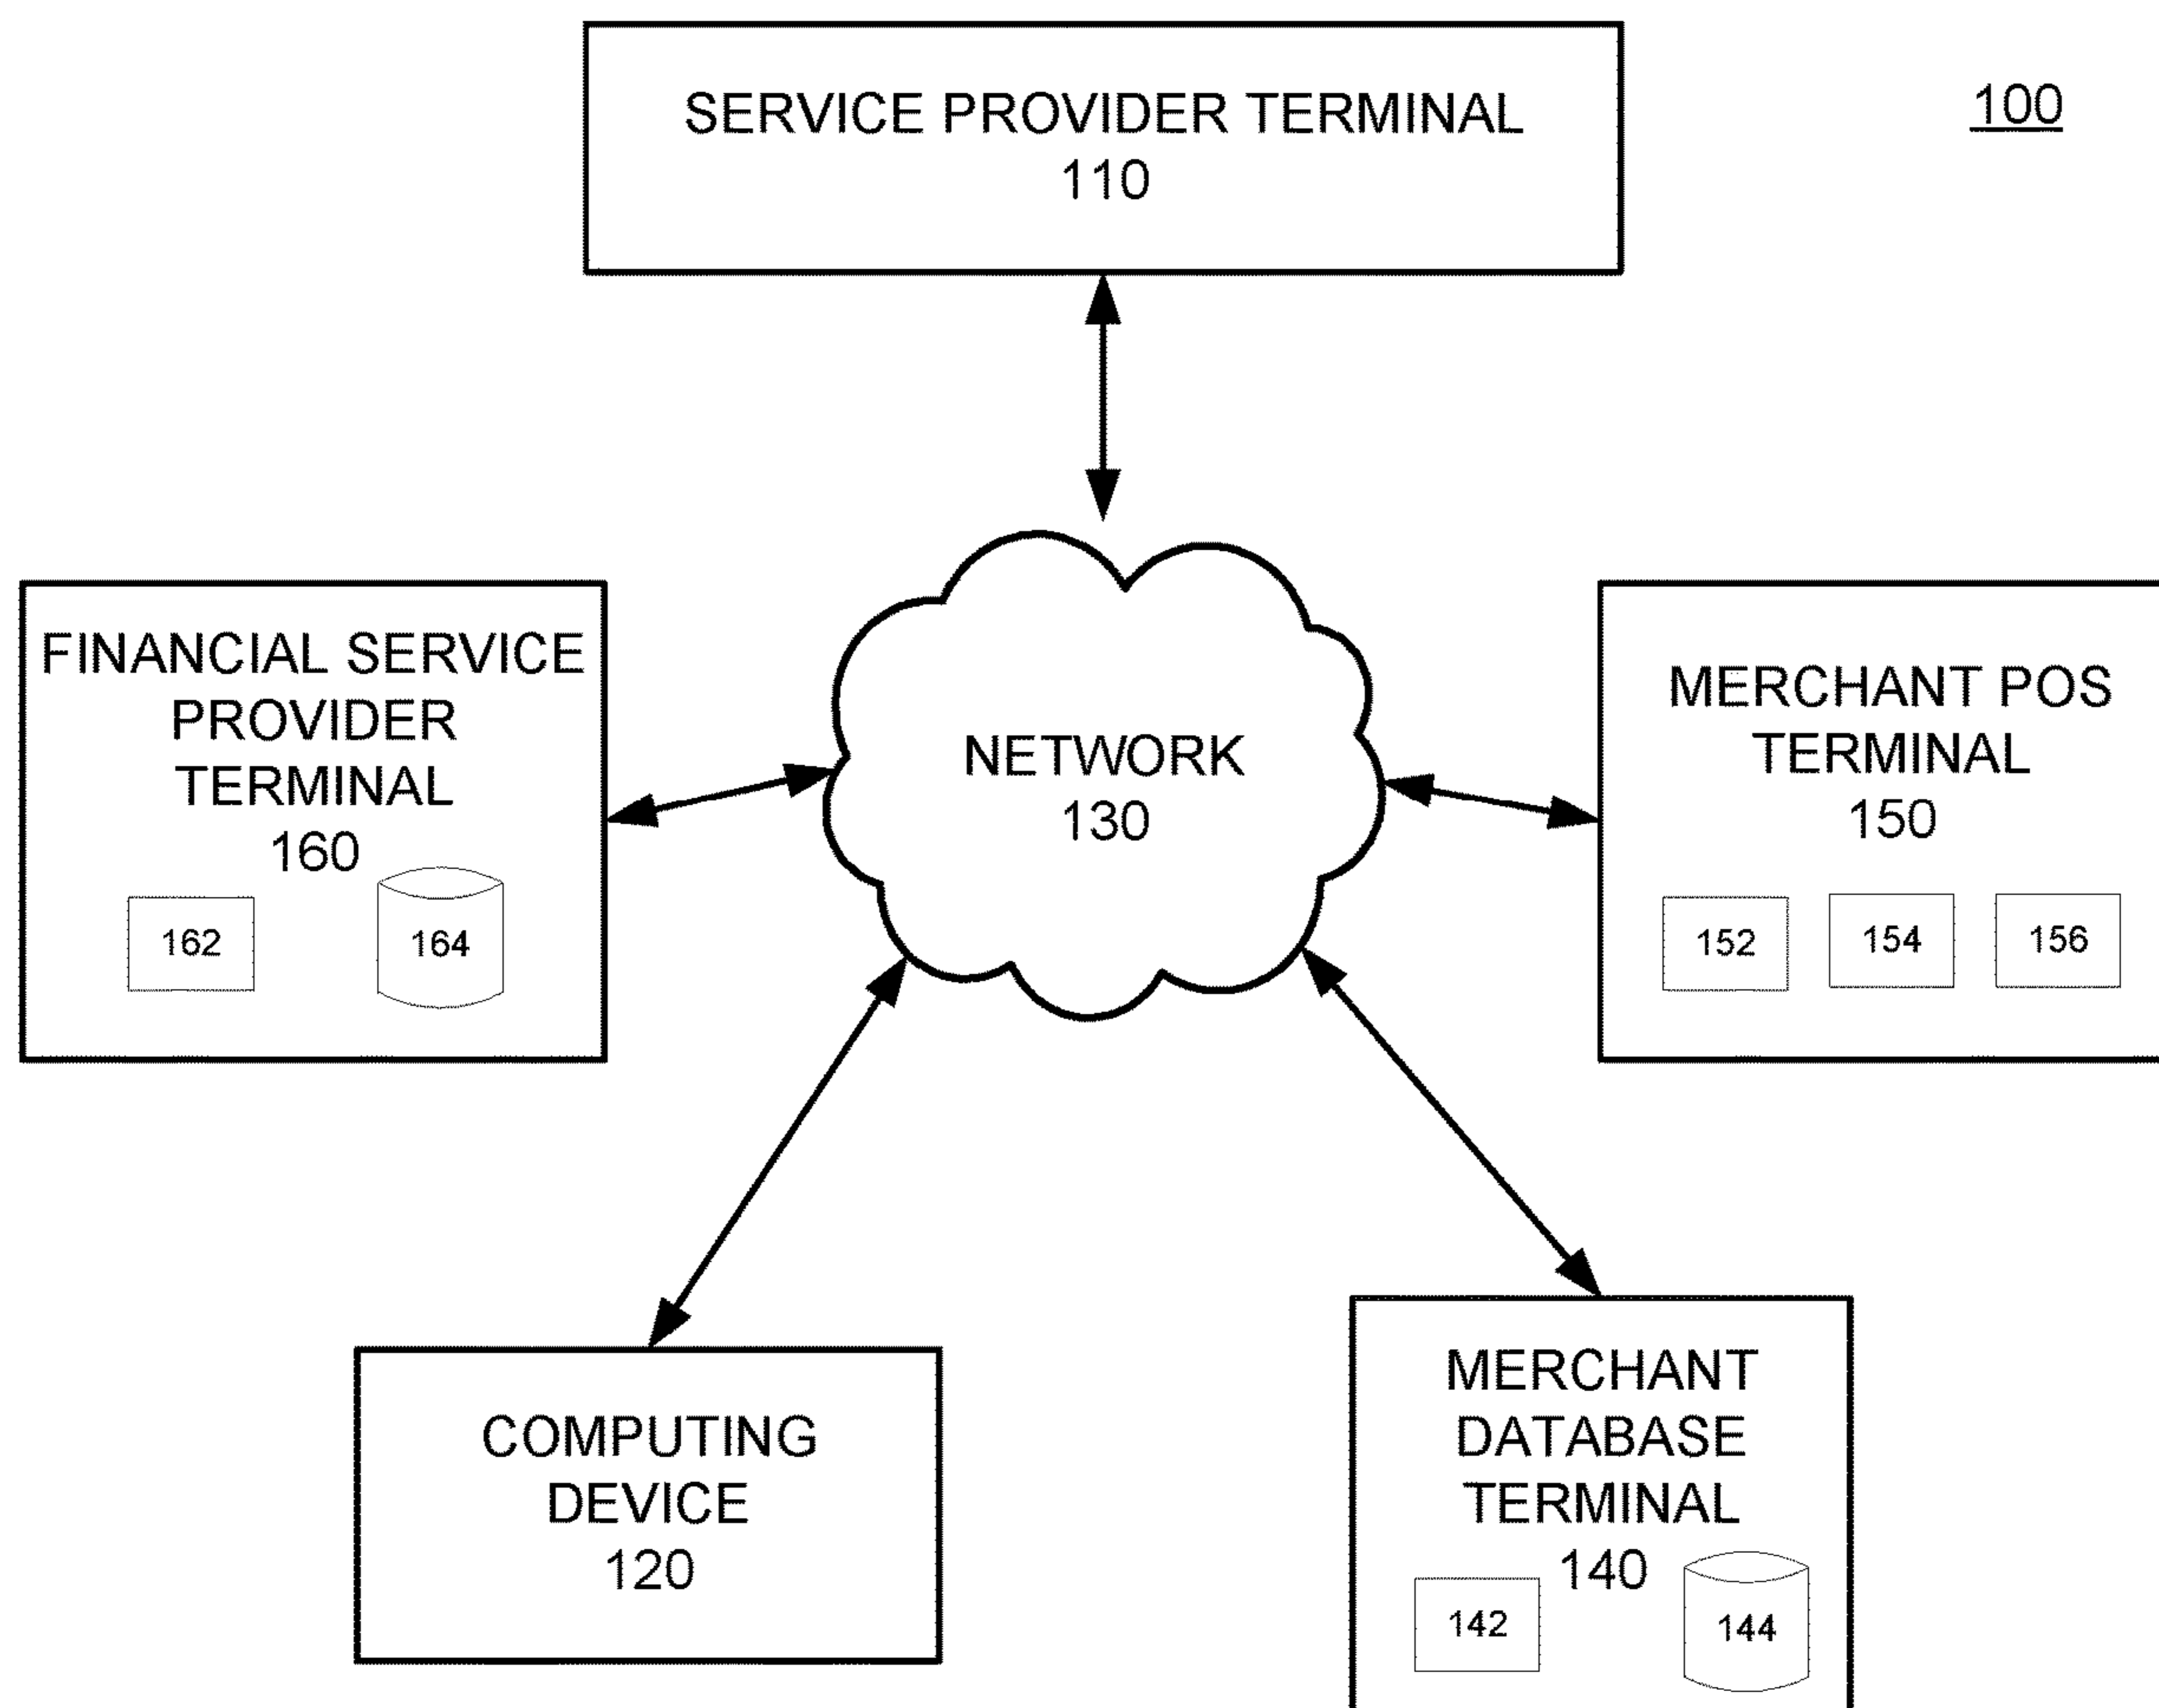 SERVICE PROVIDER TERMINAL
110
100
FINANCIAL SERVICE
PROVIDER
TERMINAL
160
162
164
NETWORK
130
MERCHANT POS
TERMINAL
150
152
154
156
COMPUTING
DEVICE
120
MERCHANT
DATABASE
TERMINAL
140
142
144